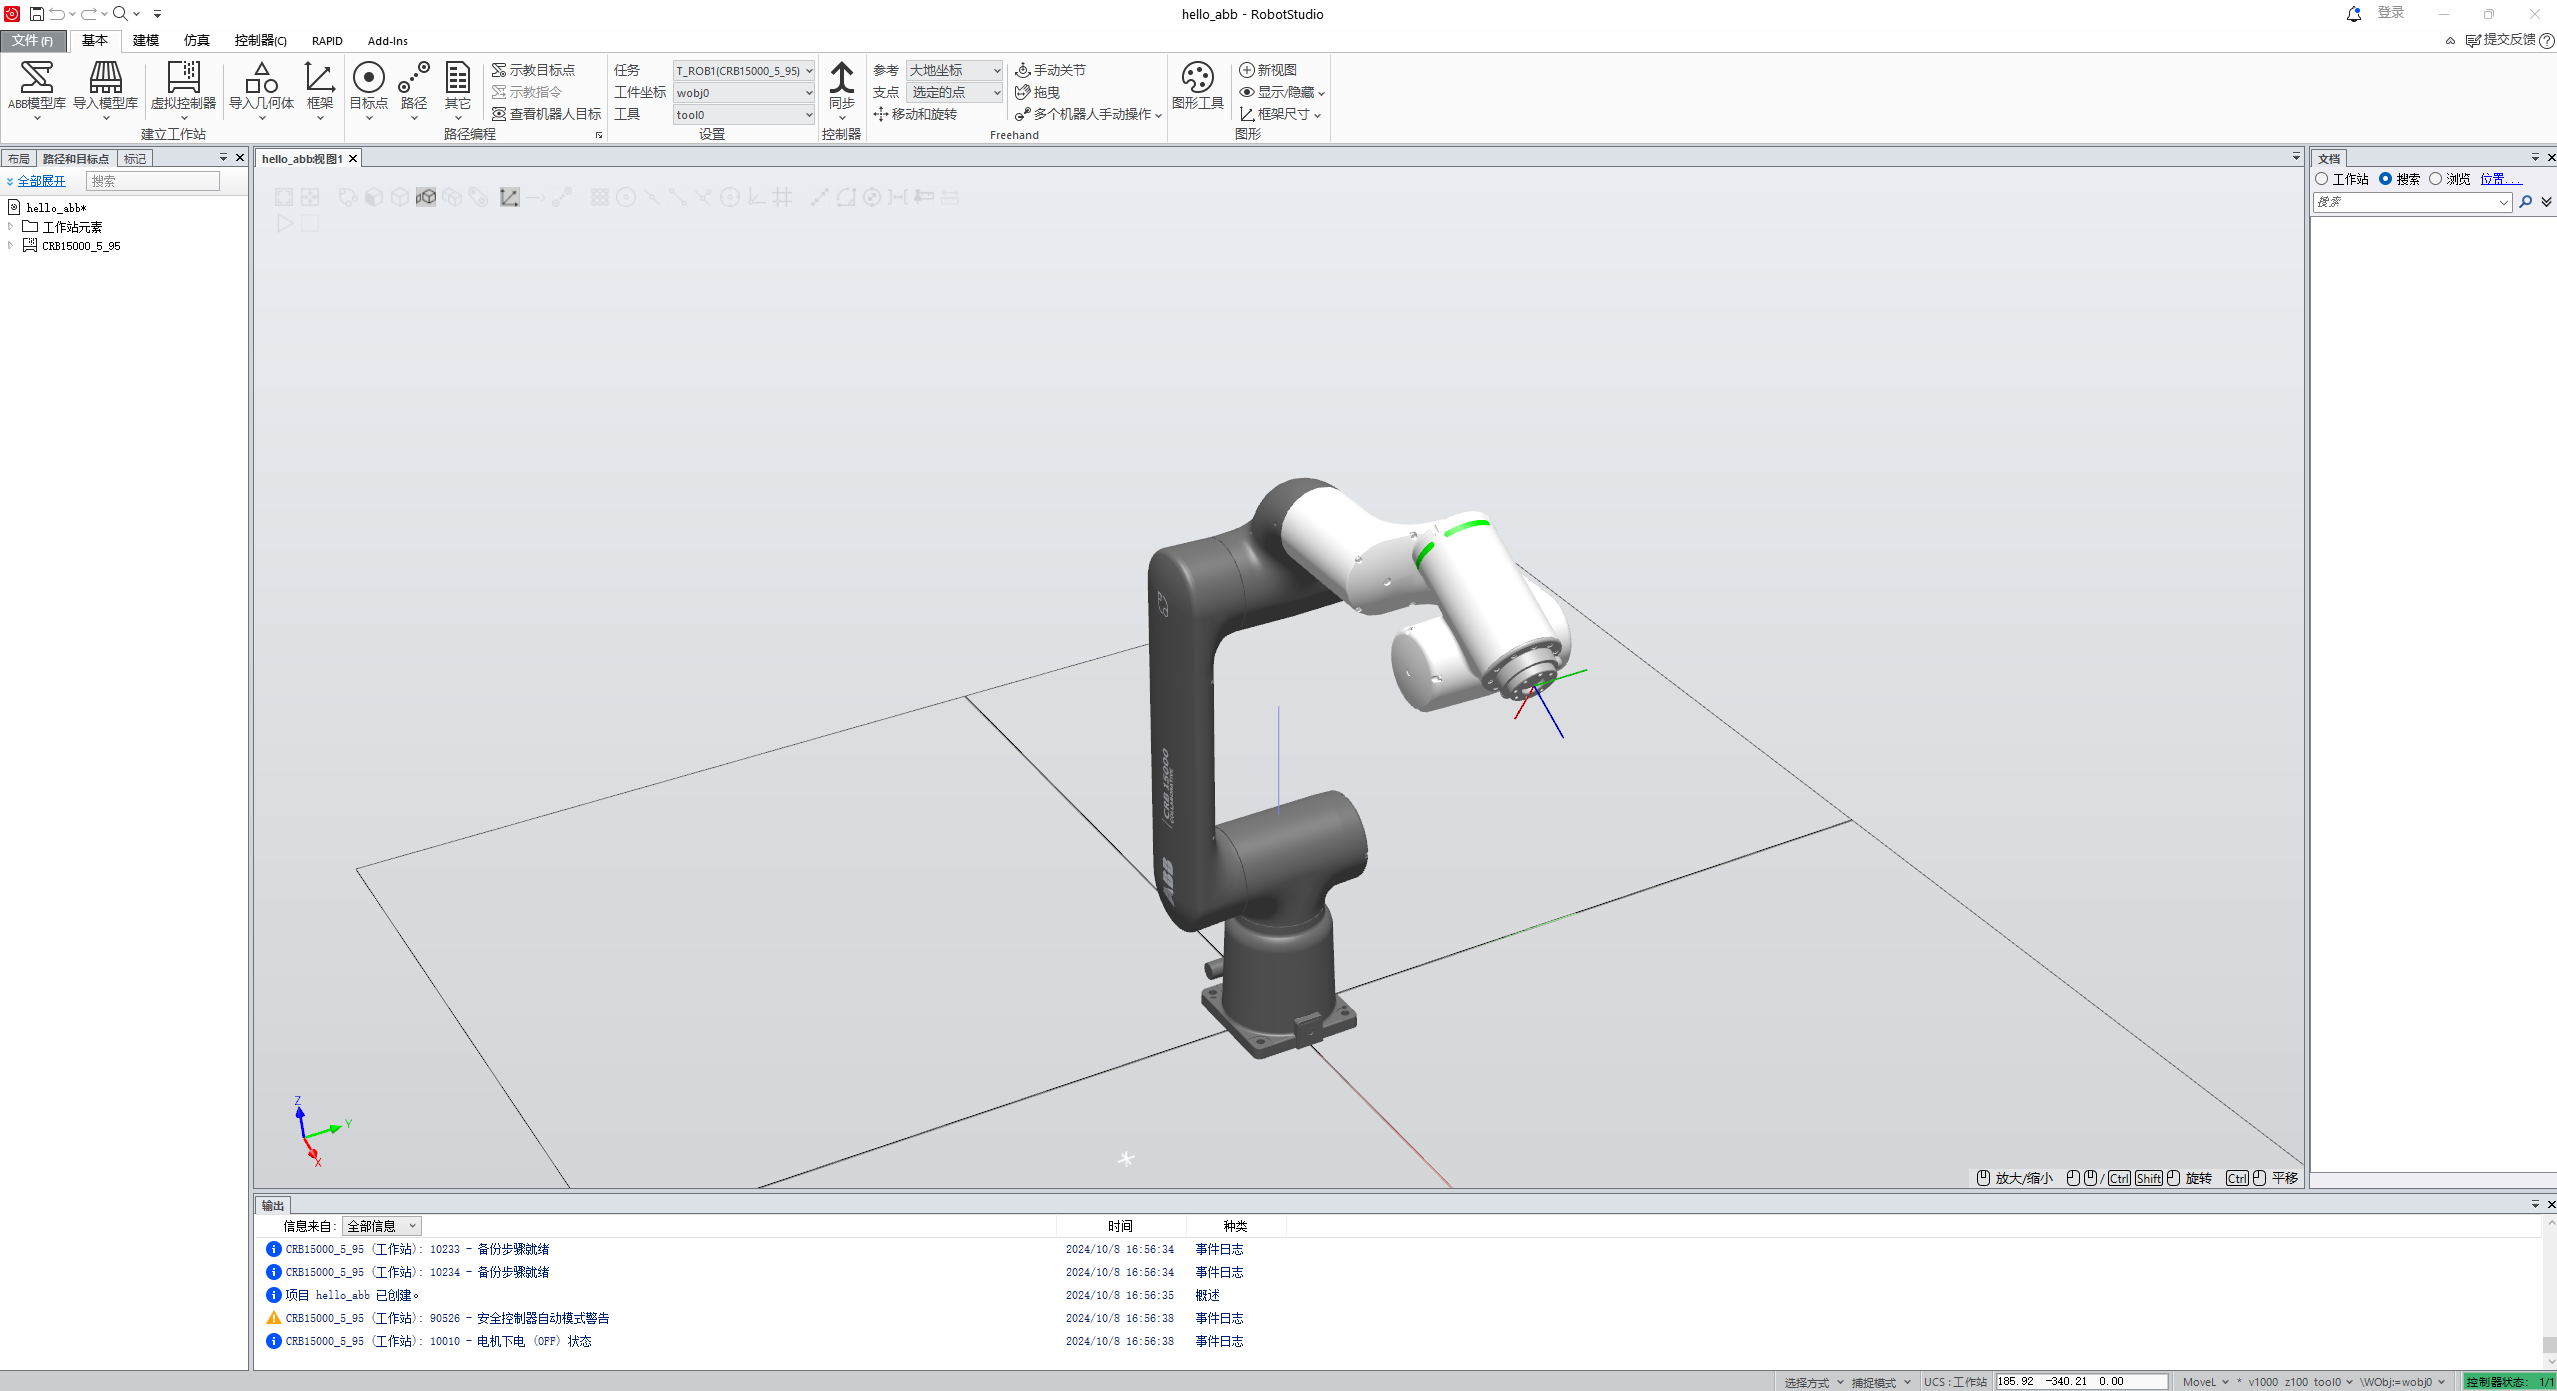 hello_abb - RobotStudio
登录
文件(F) 基本 建模 仿真 控制器(C) RAPID Add-Ins
提交反馈
ABB模型库 导入模型库 虚拟控制器 导入几何体 框架
建立工作站
目标点 路径 其它
示教目标点
示教指令
查看机器人目标
路径编程
任务 T_ROB1(CRB15000_5_95)
工件坐标 wobj0
工具 tool0
设置
同步
控制器
参考 大地坐标
支点 选定的点
移动和旋转
手动关节
拖曳
多个机器人手动操作
Freehand
图形工具
新视图
显示/隐藏
框架尺寸
图形
布局 路径和目标点 标记
全部展开 搜索
hello_abb*
工作站元素
CRB15000_5_95
hello_abb:视图1
CRB 15000
ABB
Z
Y
X
放大/缩小 / Ctrl Shift 旋转 Ctrl 平移
文档
工作站 搜索 浏览 位置...
搜索
输出
信息来自: 全部信息 时间 种类
CRB15000_5_95 (工作站): 10233 - 备份步骤就绪 2024/10/8 16:56:34 事件日志
CRB15000_5_95 (工作站): 10234 - 备份步骤就绪 2024/10/8 16:56:34 事件日志
项目 hello_abb 已创建。 2024/10/8 16:56:35 概述
CRB15000_5_95 (工作站): 90526 - 安全控制器自动模式警告 2024/10/8 16:56:38 事件日志
CRB15000_5_95 (工作站): 10010 - 电机下电 (OFF) 状态 2024/10/8 16:56:38 事件日志
选择方式 捕捉模式 UCS:工作站 185.92 -340.21 0.00 MoveL * v1000 z100 tool0 \WObj:=wobj0 控制器状态: 1/1